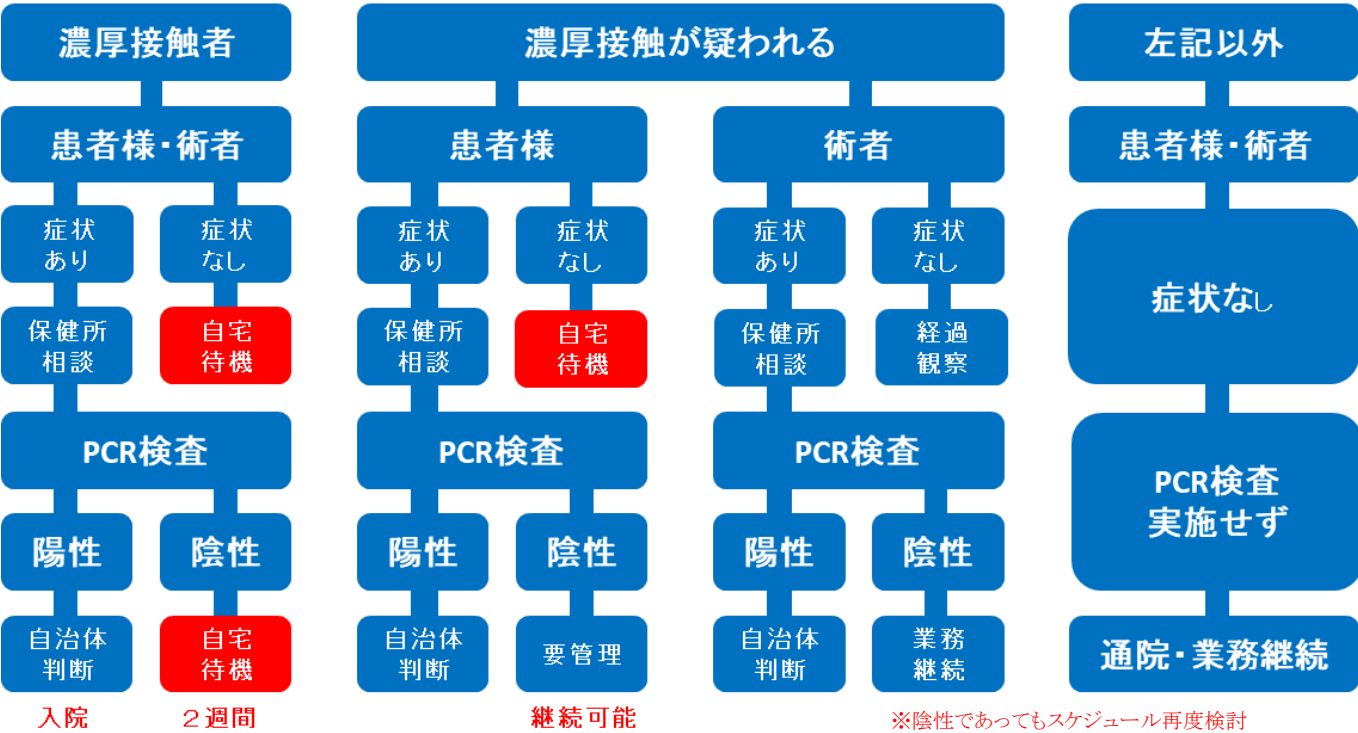 濃厚接触者
濃厚接触が疑われる
左記以外
患者様・術者
患者様
術者
患者様・術者
症状
あり
症状
なし
症状
あり
症状
なし
症状
あり
症状
なし
症状なし
保健所
相談
自宅
待機
保健所
相談
自宅
待機
保健所
相談
経過
観察
PCR検査
PCR検査
PCR検査
PCR検査
実施せず
陽性
陰性
陽性
陰性
陽性
陰性
自治体
判断
自宅
待機
自治体
判断
要管理
自治体
判断
業務
継続
通院・業務継続
入院
２週間
継続可能
※陰性であってもスケジュール再度検討